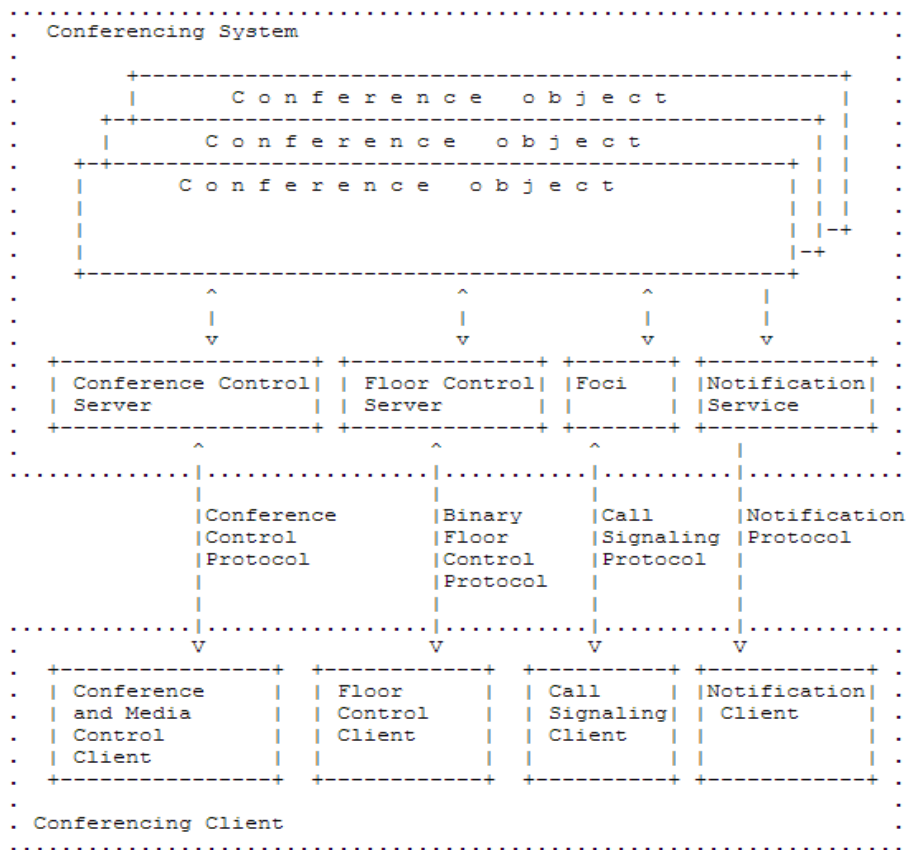 Conferencing System
C o n f e r e n c e   o b j e c t
C o n f e r e n c e   o b j e c t
C o n f e r e n c e   o b j e c t
Conference Control Floor Control Foci Notification
Server Server Service
Conference Binary Call Notification
Control Floor Signaling Protocol
Protocol Control Protocol
Protocol
Conference Floor Call Notification
and Media Control Signaling Client
Control Client Client
Client
Conferencing Client